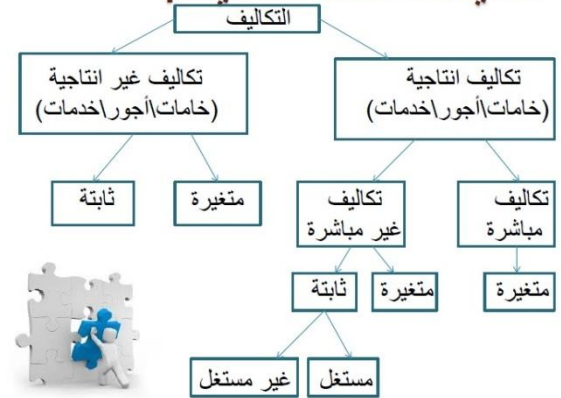 التكاليف
تكاليف انتاجية
(خامات\أجور\خدمات)
تكاليف غير انتاجية
(خامات\أجور\خدمات)
تكاليف
مباشرة
تكاليف
غير مباشرة
متغيرة
ثابتة
متغيرة
متغيرة
ثابتة
مستغل
غير مستغل